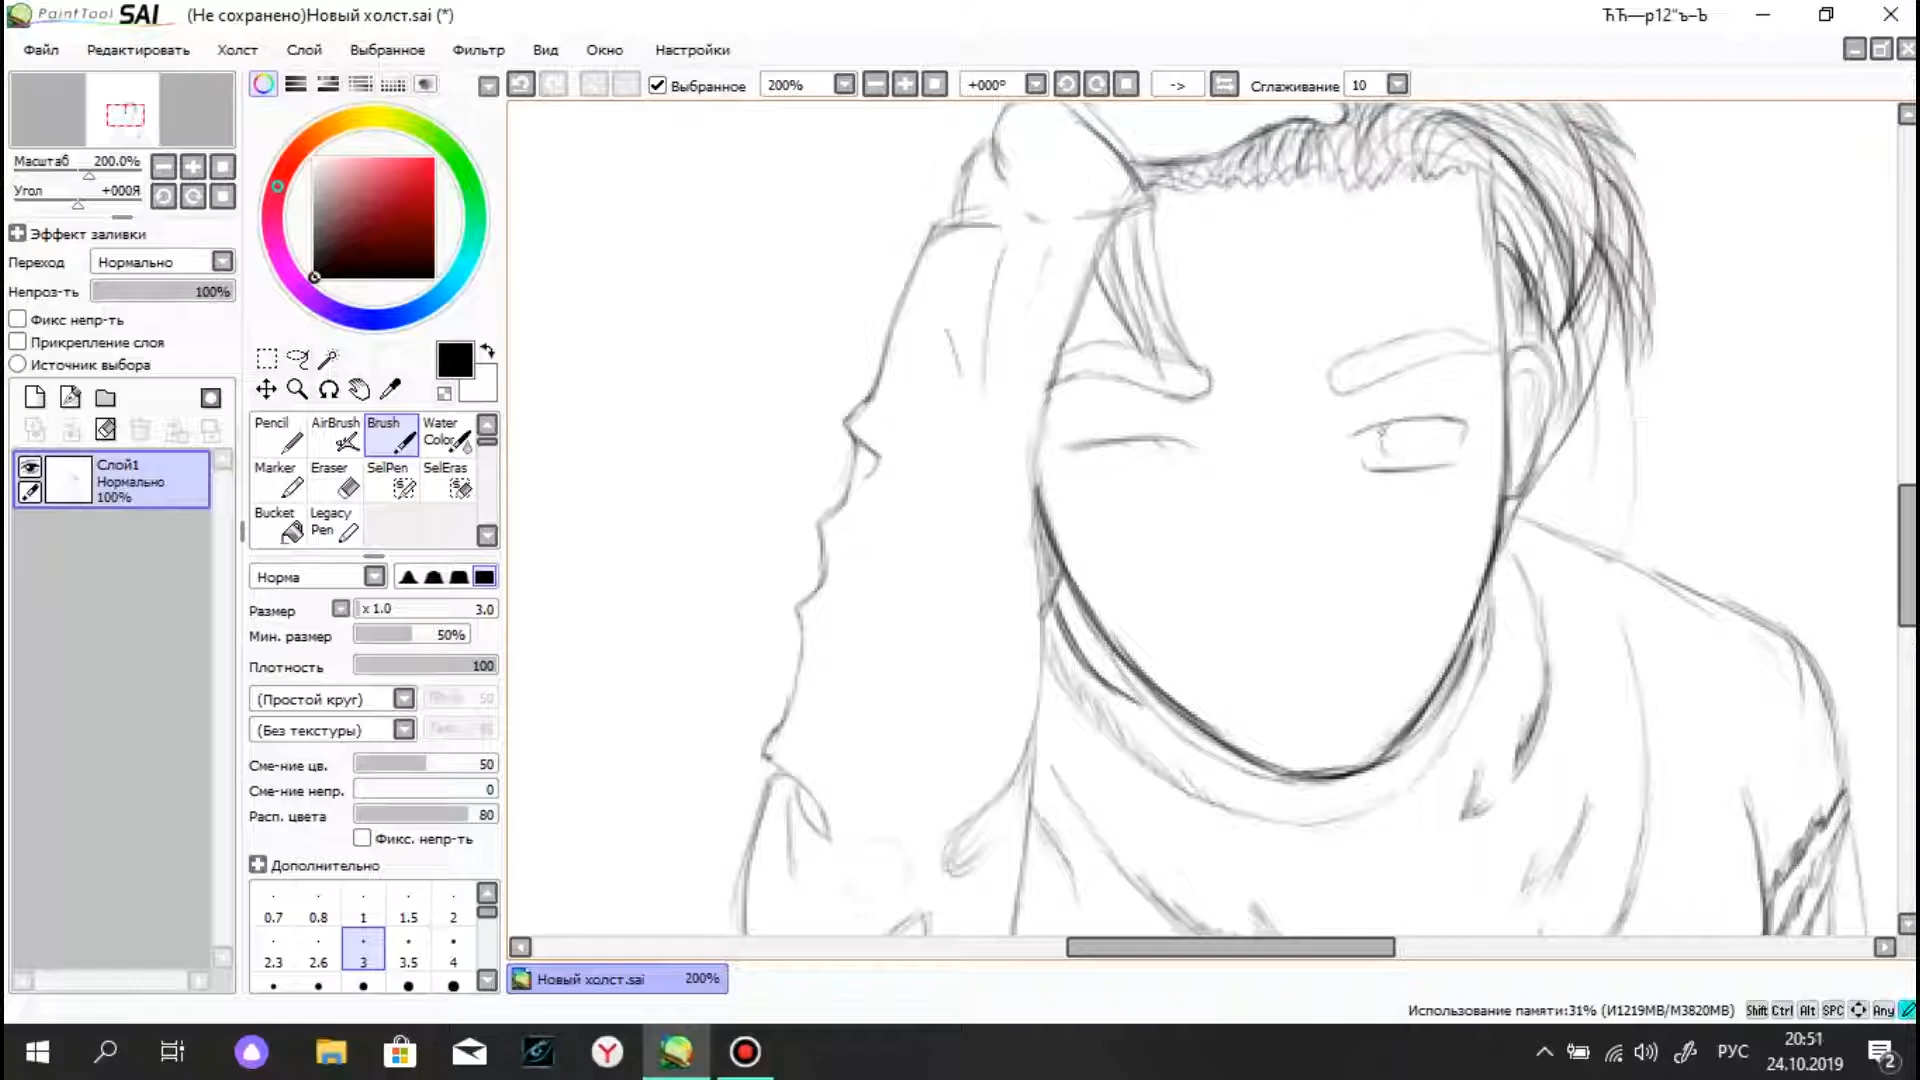 PaintTool SAI (Не сохранено)Новый холст.sai (*)
Файл Редактировать Холст Слой Выбранное Фильтр Вид Окно Настройки
Выбранное 200% +000° -> Сглаживание 10
Масштаб 200.0%
Угол +000Я
Эффект заливки
Переход Нормально
Непроз-ть 100%
Фикс непр-ть
Прикрепление слоя
Источник выбора
Слой1
Нормально
100%
Pencil AirBrush Brush Water Color
Marker Eraser SelPen SelEras
Bucket Legacy Pen
Норма
Размер x 1.0 3.0
Мин. размер 50%
Плотность 100
(Простой круг) 50
(Без текстуры)
Сме-ние цв. 50
Сме-ние непр. 0
Расп. цвета 80
Фикс. непр-ть
Дополнительно
0.7 0.8 1 1.5 2
2.3 2.6 3 3.5 4
Новый холст.sai 200%
Использование памяти:31% (И1219MB/М3820MB) Shift Ctrl Alt SPC Any
РУС
20:51
24.10.2019
2